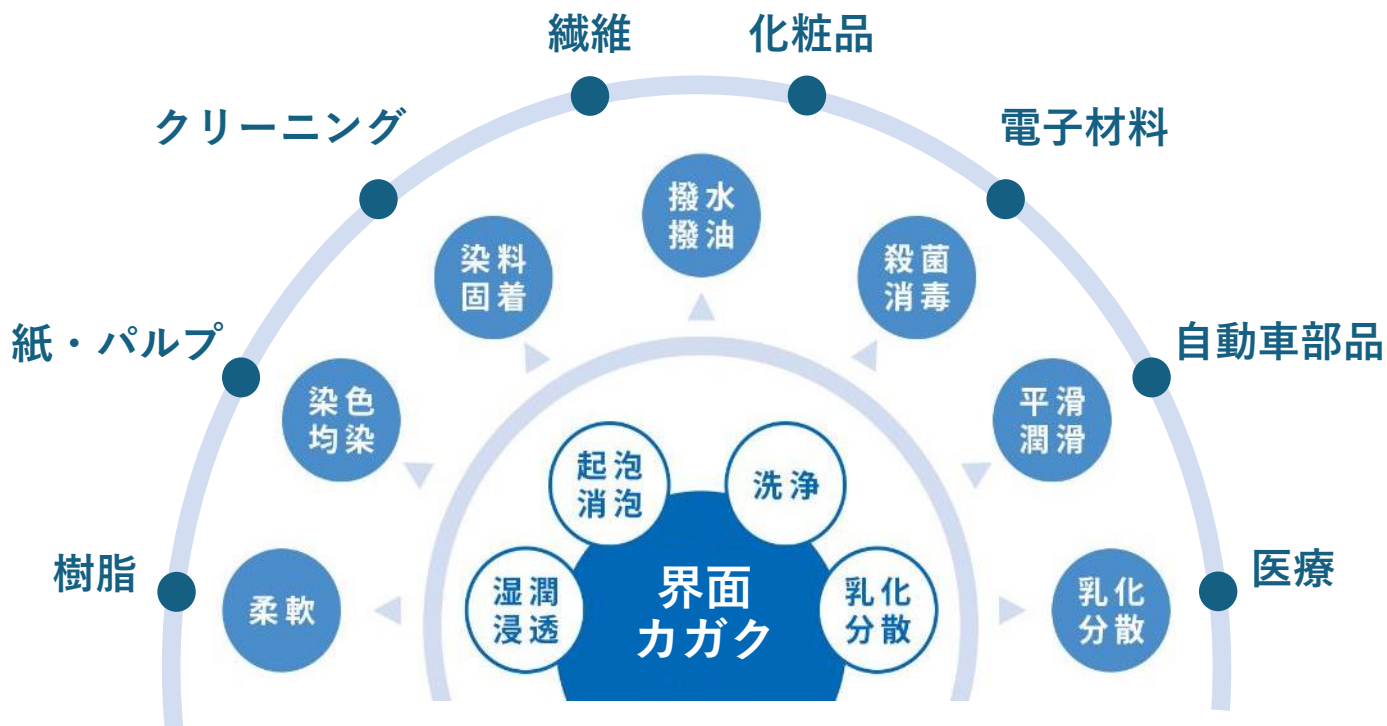 繊維
化粧品
クリーニング
電子材料
紙・パルプ
自動車部品
樹脂
医療
撥水
撥油
染料
固着
殺菌
消毒
染色
均染
平滑
潤滑
柔軟
乳化
分散
起泡
消泡
洗浄
湿潤
浸透
乳化
分散
界面
カガク